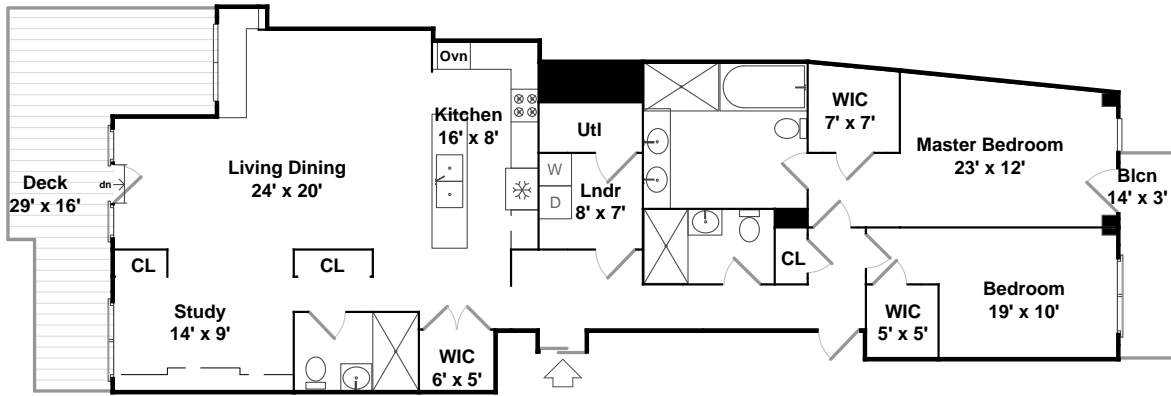 Ovn
Kitchen
16' x 8'
WIC
7' x 7'
Utl
Master Bedroom
23' x 12'
Living Dining
24' x 20'
W
D
Lndr
8' x 7'
Deck
29' x 16'
dn
Blcn
14' x 3'
CL
CL
CL
Study
14' x 9'
Bedroom
19' x 10'
WIC
5' x 5'
WIC
6' x 5'